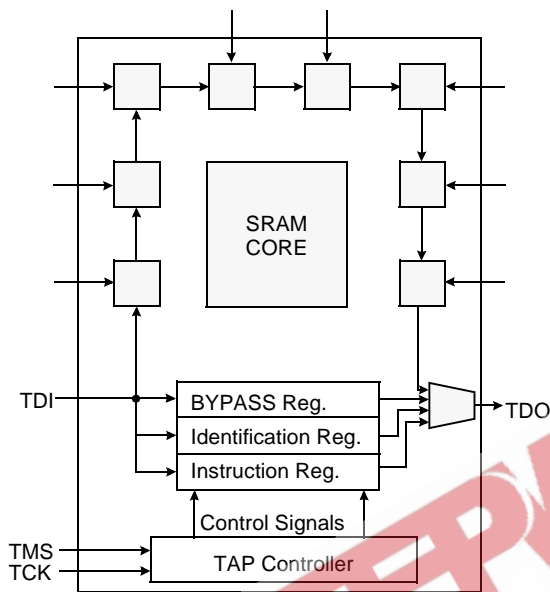 SRAM
CORE
TDI
BYPASS Reg.
TDO
Identification Reg.
Instruction Reg.
Control Signals
TMS
TCK
TAP Controller